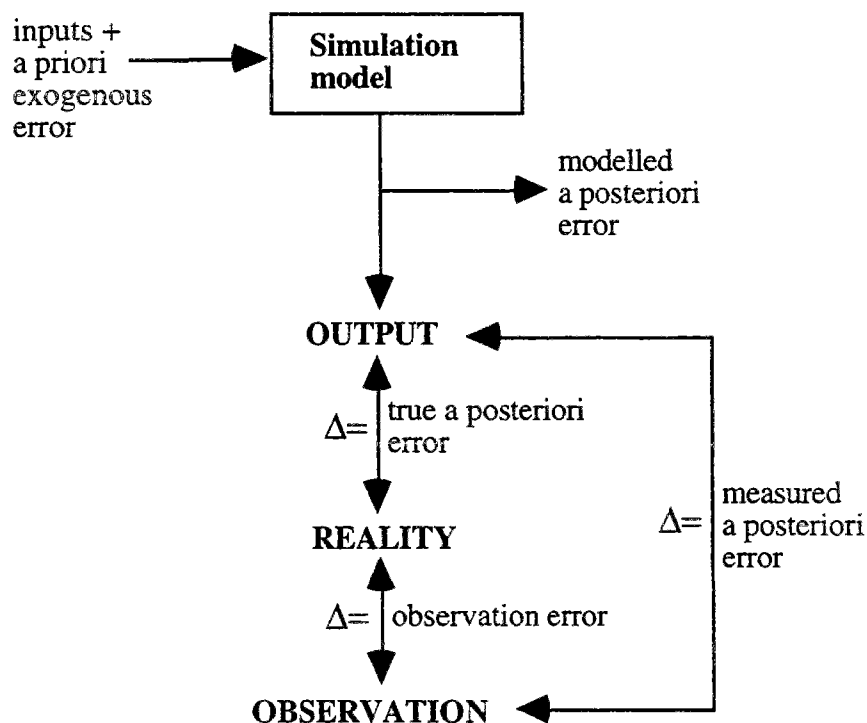 inputs +
a priori
exogenous
error
Simulation
model
modelled
a posteriori
error
OUTPUT
Δ=
true a posteriori
error
REALITY
Δ=
measured
a posteriori
error
Δ=
observation error
OBSERVATION